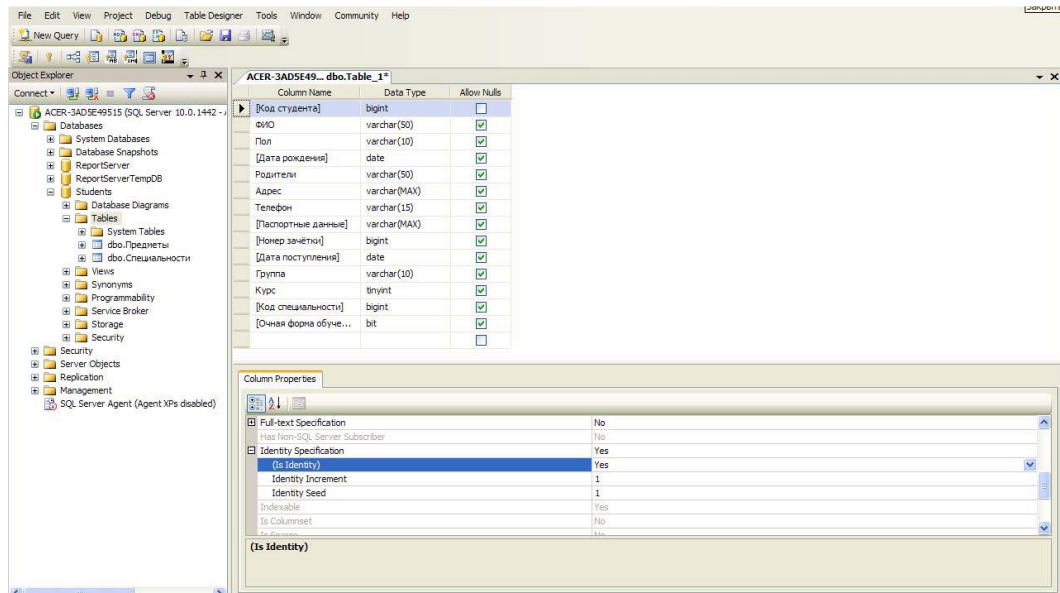 Закрыть
File Edit View Project Debug Table Designer Tools Window Community Help
New Query
Object Explorer
Connect
ACER-3AD5E49515 (SQL Server 10.0.1442 -
Databases
System Databases
Database Snapshots
ReportServer
ReportServerTempDB
Students
Database Diagrams
Tables
System Tables
dbo.Предметы
dbo.Специальности
Views
Synonyms
Programmability
Service Broker
Storage
Security
Security
Server Objects
Replication
Management
SQL Server Agent (Agent XPs disabled)
ACER-3AD5E49... dbo.Table_1*
Column Name Data Type Allow Nulls
[Код студента] bigint
ФИО varchar(50)
Пол varchar(10)
[Дата рождения] date
Родители varchar(50)
Адрес varchar(MAX)
Телефон varchar(15)
[Паспортные данные] varchar(MAX)
[Номер зачётки] bigint
[Дата поступления] date
Группа varchar(10)
Курс tinyint
[Код специальности] bigint
[Очная форма обуче... bit
Column Properties
Full-text Specification No
Has Non-SQL Server Subscriber No
Identity Specification Yes
(Is Identity) Yes
Identity Increment 1
Identity Seed 1
Indexable Yes
Is Columnset No
Is Sparse No
(Is Identity)